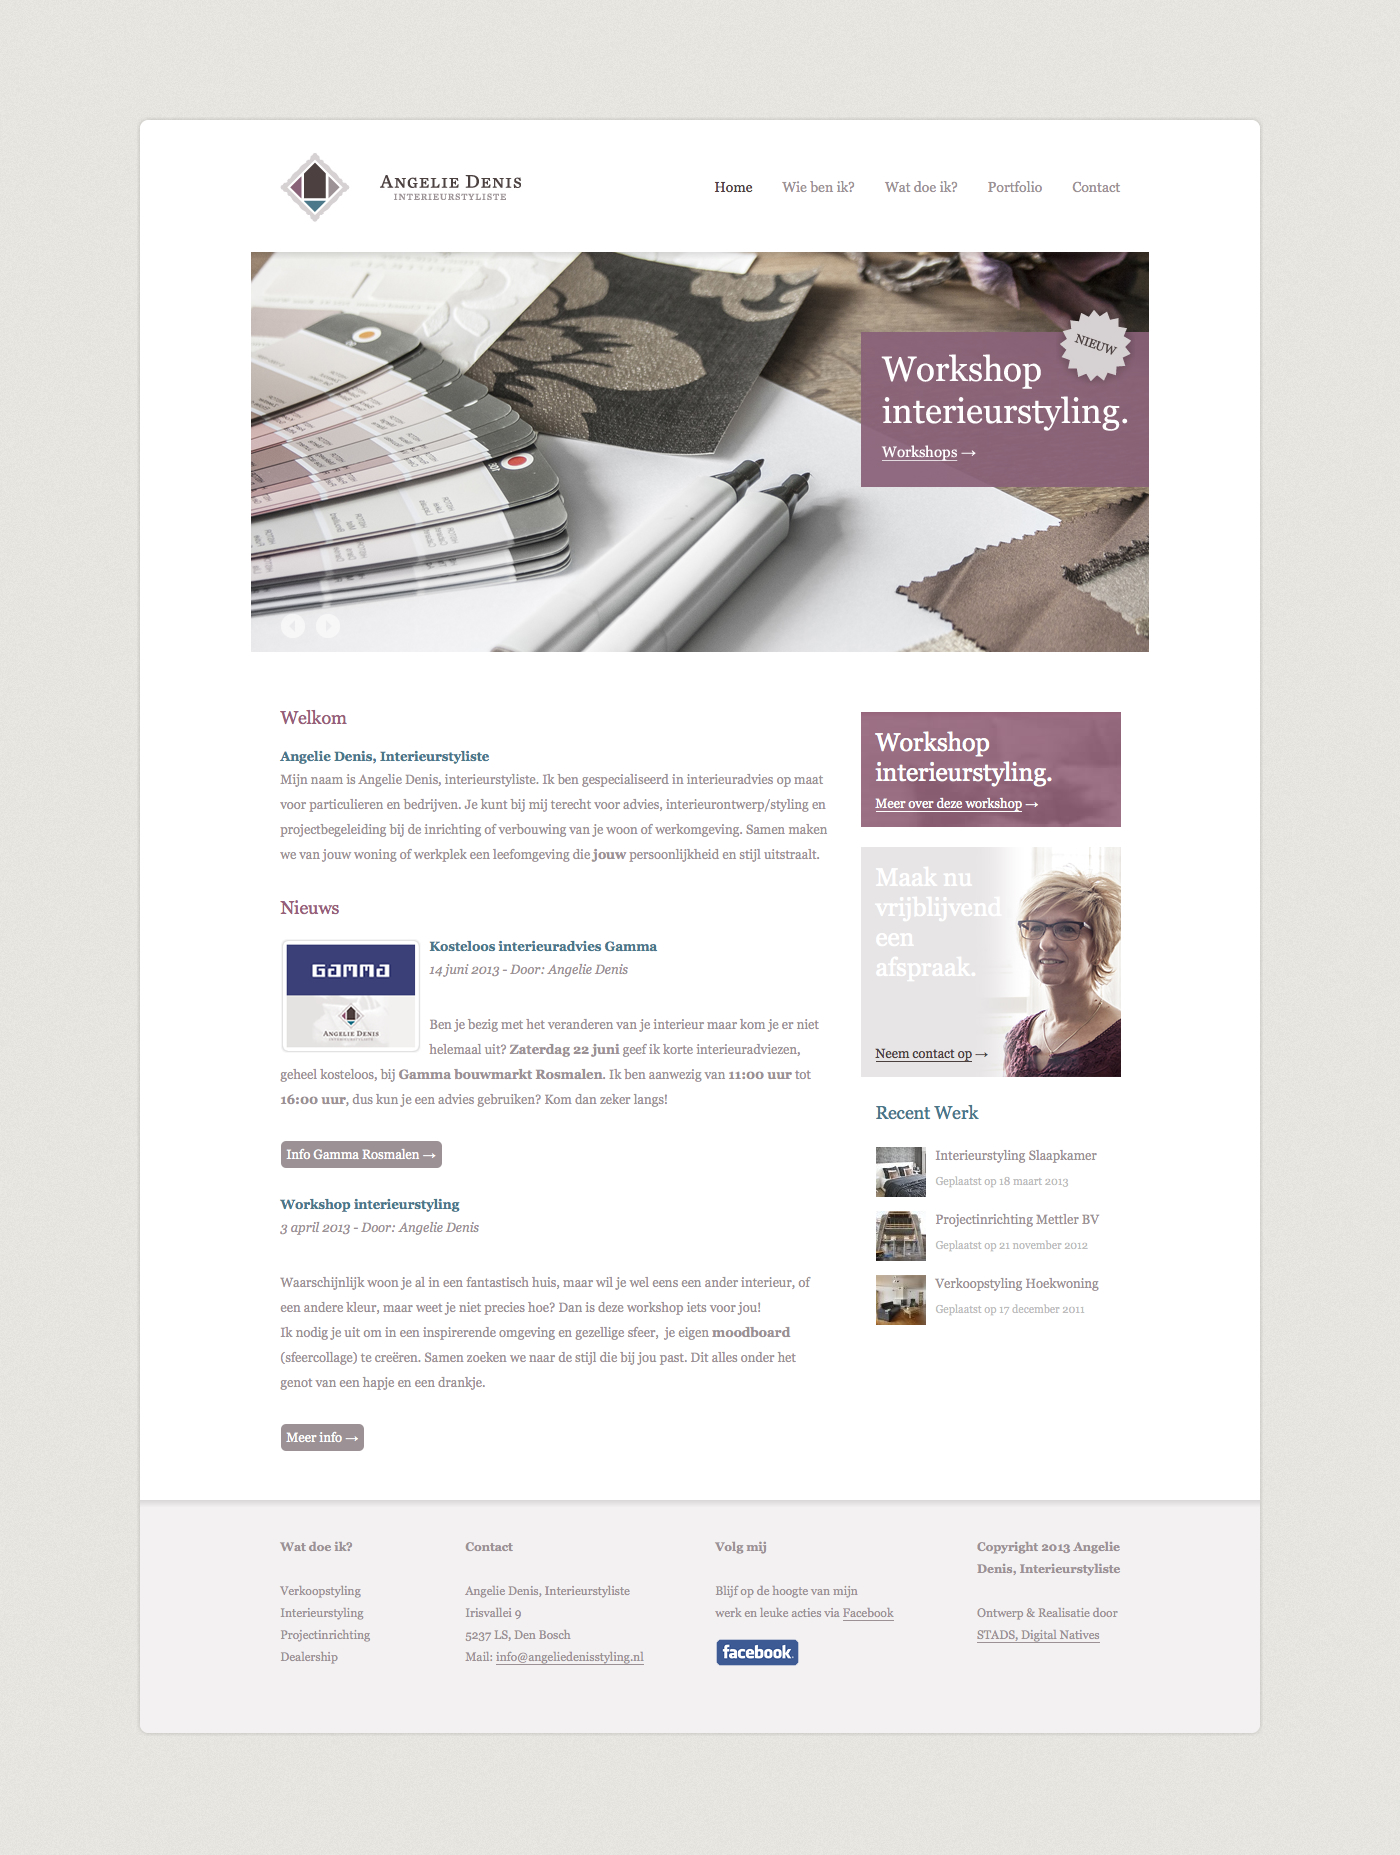 ANGELIE DENIS
INTERIEURSTYLISTE
Home
Wie ben ik?
Wat doe ik?
Portfolio
Contact
NIEUW
Workshop
interieurstyling.
Workshops →
Welkom
Angelie Denis, Interieurstyliste
Mijn naam is Angelie Denis, interieurstyliste. Ik ben gespecialiseerd in interieuradvies op maat
voor particulieren en bedrijven. Je kunt bij mij terecht voor advies, interieurontwerp/styling en
projectbegeleiding bij de inrichting of verbouwing van je woon of werkomgeving. Samen maken
we van jouw woning of werkplek een leefomgeving die jouw persoonlijkheid en stijl uitstraalt.
Nieuws
GAMMA
ANGELIE DENIS
INTERIEURSTYLISTE
Kosteloos interieuradvies Gamma
14 juni 2013 - Door: Angelie Denis
Ben je bezig met het veranderen van je interieur maar kom je er niet
helemaal uit? Zaterdag 22 juni geef ik korte interieuradviezen,
geheel kosteloos, bij Gamma bouwmarkt Rosmalen. Ik ben aanwezig van 11:00 uur tot
16:00 uur, dus kun je een advies gebruiken? Kom dan zeker langs!
Info Gamma Rosmalen →
Workshop interieurstyling
3 april 2013 - Door: Angelie Denis
Waarschijnlijk woon je al in een fantastisch huis, maar wil je wel eens een ander interieur, of
een andere kleur, maar weet je niet precies hoe? Dan is deze workshop iets voor jou!
Ik nodig je uit om in een inspirerende omgeving en gezellige sfeer, je eigen moodboard
(sfeercollage) te creëren. Samen zoeken we naar de stijl die bij jou past. Dit alles onder het
genot van een hapje en een drankje.
Meer info →
Workshop
interieurstyling.
Meer over deze workshop →
Maak nu
vrijblijvend
een
afspraak.
Neem contact op →
Recent Werk
Interieurstyling Slaapkamer
Geplaatst op 18 maart 2013
Projectinrichting Mettler BV
Geplaatst op 21 november 2012
Verkoopstyling Hoekwoning
Geplaatst op 17 december 2011
Wat doe ik?
Verkoopstyling
Interieurstyling
Projectinrichting
Dealership
Contact
Angelie Denis, Interieurstyliste
Irisvallei 9
5237 LS, Den Bosch
Mail: info@angeliedenisstyling.nl
Volg mij
Blijf op de hoogte van mijn
werk en leuke acties via Facebook
facebook.
Copyright 2013 Angelie
Denis, Interieurstyliste
Ontwerp & Realisatie door
STADS, Digital Natives